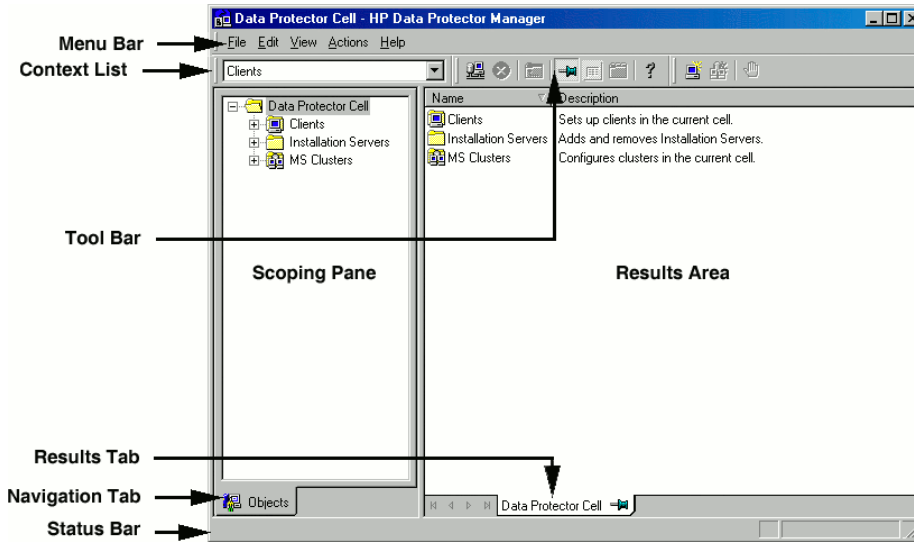 Data Protector Cell - HP Data Protector Manager
Menu Bar
File Edit View Actions Help
Context List
Clients
Name Description
Data Protector Cell
Clients
Installation Servers
MS Clusters
Clients Sets up clients in the current cell.
Installation Servers Adds and removes Installation Servers.
MS Clusters Configures clusters in the current cell.
Tool Bar
Scoping Pane
Results Area
Results Tab
Navigation Tab
Objects
Data Protector Cell
Status Bar